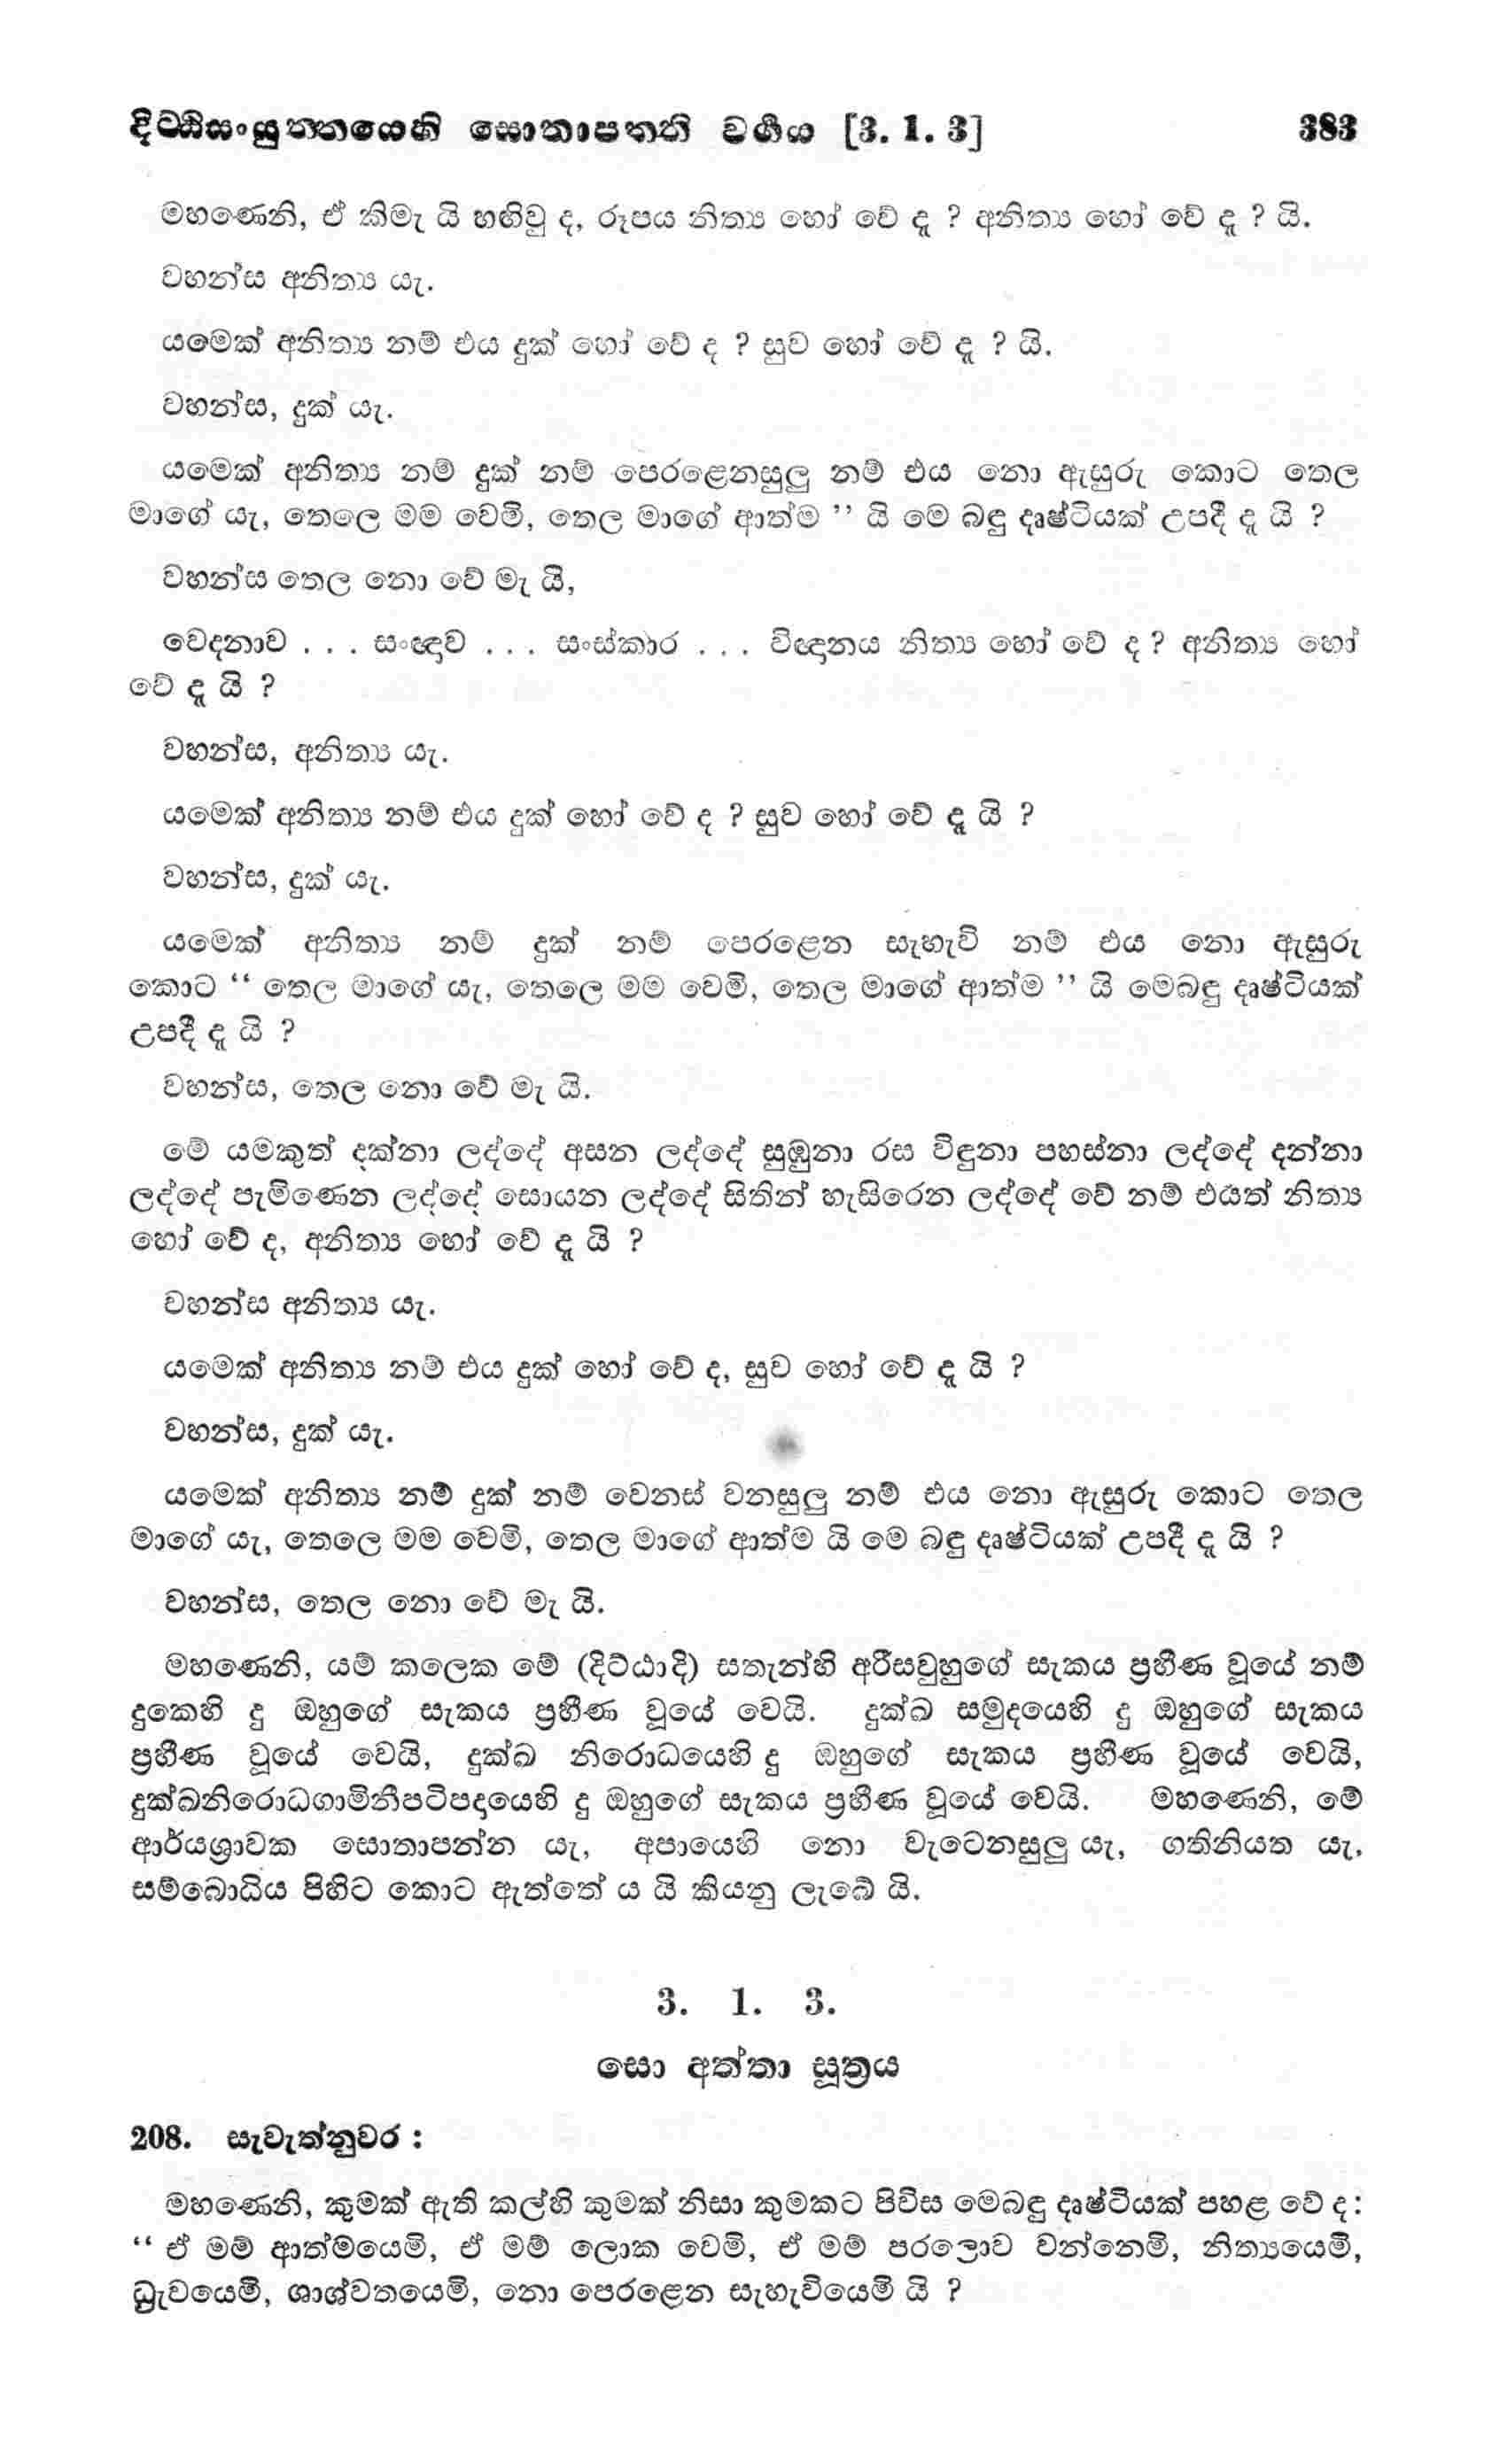 දිට්ඨිසංයුත්තයෙහි සොතාපත්ති වර්ගය [3. 1. 3] 383
මහණෙනි, ඒ කිමැ යි හඟිවු ද, රූපය නිත්‍ය හෝ වේ දැ ? අනිත්‍ය හෝ වේ දැ ? යි.
වහන්ස අනිත්‍ය යැ.
යමෙක් අනිත්‍ය නම් එය දුක් හෝ වේ ද ? සුව හෝ වේ දැ ? යි.
වහන්ස, දුක් යැ.
යමෙක් අනිත්‍ය නම් දුක් නම් පෙරළෙනසුලු නම් එය නො ඇසුරු කොට තෙල
මාගේ යැ, තෙලෙ මම වෙමි, තෙල මාගේ ආත්ම ’’ යි මෙ බඳු දෘෂ්ටියක් උපදී දැ යි ?
වහන්ස තෙල නො වේ මැ යි,
වෙදනාව . . . සංඥාව . . . සංස්කාර . . . විඥානය නිත්‍ය හෝ වේ ද ? අනිත්‍ය හෝ
වේ දැ යි ?
වහන්ස, අනිත්‍ය යැ.
යමෙක් අනිත්‍ය නම් එය දුක් හෝ වේ ද ? සුව හෝ වේ දැ යි ?
වහන්ස, දුක් යැ.
යමෙක් අනිත්‍ය නම් දුක් නම් පෙරළෙන සැහැවි නම් එය නො ඇසුරු
කොට ‘‘ තෙල මාගේ යැ, තෙලෙ මම වෙමි, තෙල මාගේ ආත්ම ’’ යි මෙබඳු දෘෂ්ටියක්
උපදී දැ යි ?
වහන්ස, තෙල නො වේ මැ යි.
මේ යමකුත් දක්නා ලද්දේ අසන ලද්දේ සුඹුනා රස විඳුනා පහස්නා ලද්දේ දන්නා
ලද්දේ පැමිණෙන ලද්දේ සොයන ලද්දේ සිතින් හැසිරෙන ලද්දේ වේ නම් එයත් නිත්‍ය
හෝ වේ ද, අනිත්‍ය හෝ වේ දැ යි ?
වහන්ස අනිත්‍ය යැ.
යමෙක් අනිත්‍ය නම් එය දුක් හෝ වේ ද, සුව හෝ වේ දැ යි ?
වහන්ස, දුක් යැ.
යමෙක් අනිත්‍ය නම් දුක් නම් වෙනස් වනසුලු නම් එය නො ඇසුරු කොට තෙල
මාගේ යැ, තෙලෙ මම වෙමි, තෙල මාගේ ආත්ම යි මෙ බඳු දෘෂ්ටියක් උපදී දැ යි ?
වහන්ස, තෙල නො වේ මැ යි.
මහණෙනි, යම් කලෙක මේ (දිට්ඨාදි) සතැන්හි අරීසවුහුගේ සැකය ප්‍රහීණ වූයේ නම්
දුකෙහි දු ඔහුගේ සැකය ප්‍රහීණ වූයේ වෙයි. දුක්ඛ සමුදයෙහි දු ඔහුගේ සැකය
ප්‍රහීණ වූයේ වෙයි, දුක්ඛ නිරොධයෙහි දු ඔහුගේ සැකය ප්‍රහීණ වූයේ වෙයි,
දුක්ඛනිරොධගාමිනීපටිපදායෙහි දු ඔහුගේ සැකය ප්‍රහීණ වූයේ වෙයි. මහණෙනි, මේ
ආර්යශ්‍රාවක සොතාපන්න යැ, අපායෙහි නො වැටෙනසුලු යැ, ගතිනියත යැ,
සම්බොධිය පිහිට කොට ඇත්තේ ය යි කියනු ලැබේ යි.
3. 1. 3.
සො අත්තා සූත්‍රය
208. සැවැත්නුවර :
මහණෙනි, කුමක් ඇති කල්හි කුමක් නිසා කුමකට පිවිස මෙබඳු දෘෂ්ටියක් පහළ වේ ද :
‘‘ ඒ මම් ආත්මයෙමි, ඒ මම් ලොක වෙමි, ඒ මම් පරලොව වන්නෙමි, නිත්‍යයෙමි,
ධ්‍රැවයෙමි, ශාශ්වතයෙමි, නො පෙරළෙන සැහැවියෙමි යි ?